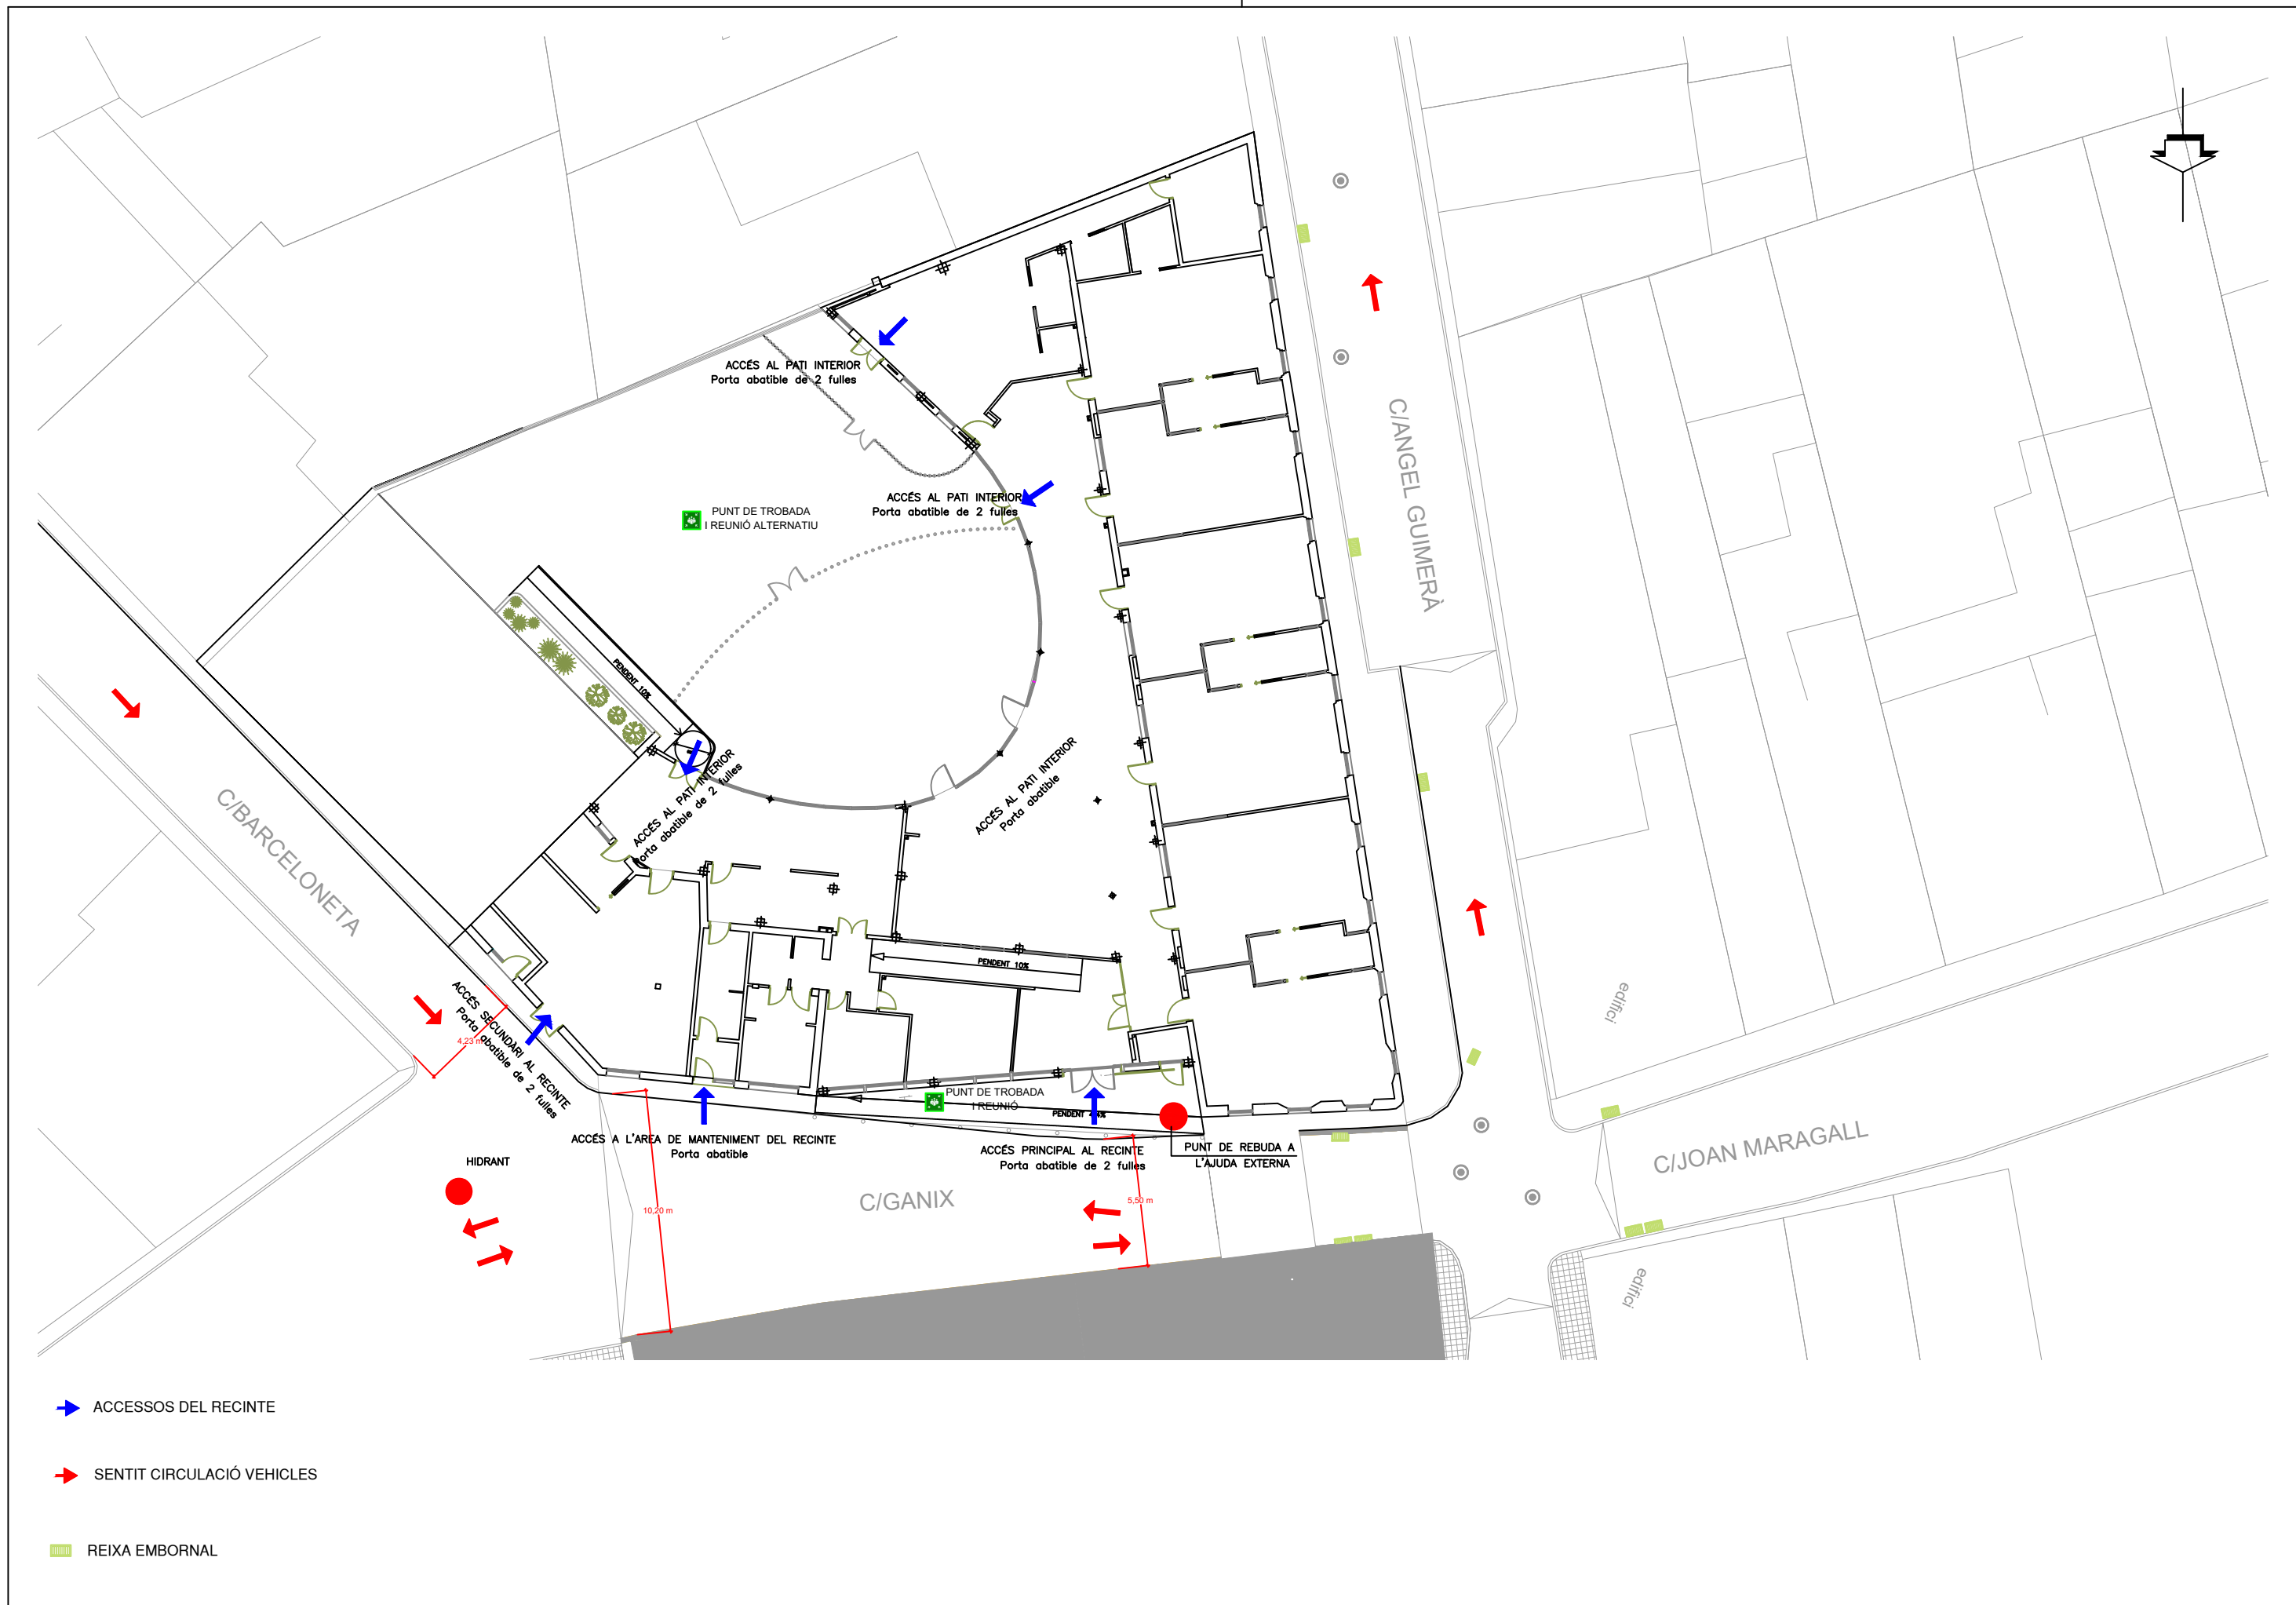 ACCÉS AL PATI INTERIOR
Porta abatible de 2 fulles
C/ANGEL GUIMERÀ
ACCÉS AL PATI INTERIOR
Porta abatible de 2 fulles
PUNT DE TROBADA
I REUNIÓ ALTERNATIU
PENDENT 10%
ACCÉS AL PATI INTERIOR
Porta abatible de 2 fulles
ACCÉS AL PATI INTERIOR
Porta abatible
C/BARCELONETA
PENDENT 10%
ACCÉS SECUNDÀRI AL RECINTE
Porta abatible de 2 fulles
4,23 m
edifici
PUNT DE TROBADA
I REUNIÓ
PENDENT
ACCÉS A L'AREA DE MANTENIMENT DEL RECINTE
Porta abatible
ACCÉS PRINCIPAL AL RECINTE
Porta abatible de 2 fulles
PUNT DE REBUDA A
L'AJUDA EXTERNA
C/JOAN MARAGALL
HIDRANT
C/GANIX
10,20 m
5,50 m
edifici
ACCESSOS DEL RECINTE
SENTIT CIRCULACIÓ VEHICLES
REIXA EMBORNAL